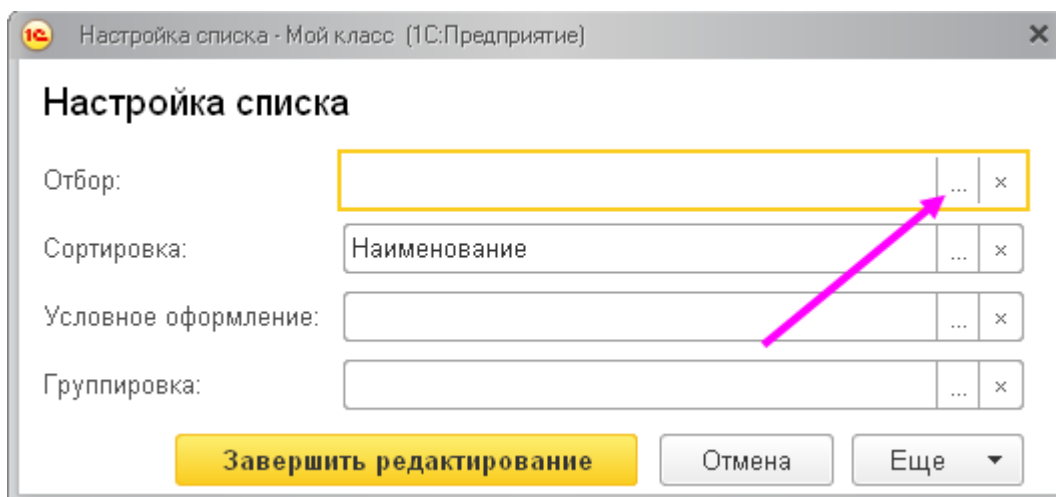 1С Настройка списка - Мой класс (1С:Предприятие) ×
Настройка списка
Отбор: ... ×
Сортировка: Наименование ... ×
Условное оформление: ... ×
Группировка: ... ×
Завершить редактирование Отмена Еще